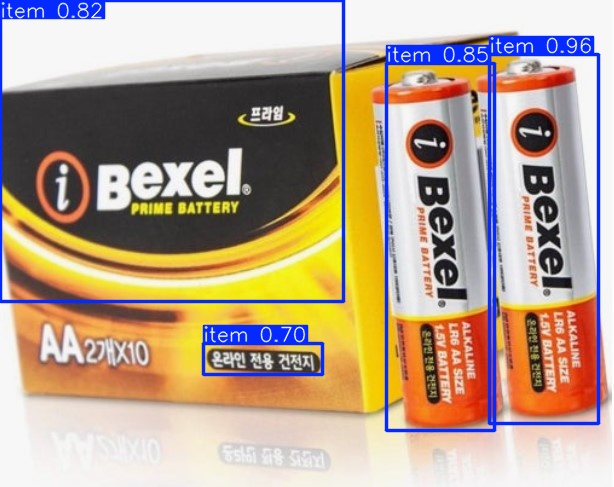 item 0.82
프라임
i Bexel®
PRIME BATTERY
AA 2개X10
item 0.70
온라인 전용 건전지
item 0.85
i Bexel®
PRIME BATTERY
ALKALINE
LR6 AA SIZE
1.5V BATTERY
온라인 전용 건전지
item 0.96
i Bexel®
PRIME BATTERY
ALKALINE
LR6 AA SIZE
1.5V BATTERY
온라인 전용 건전지